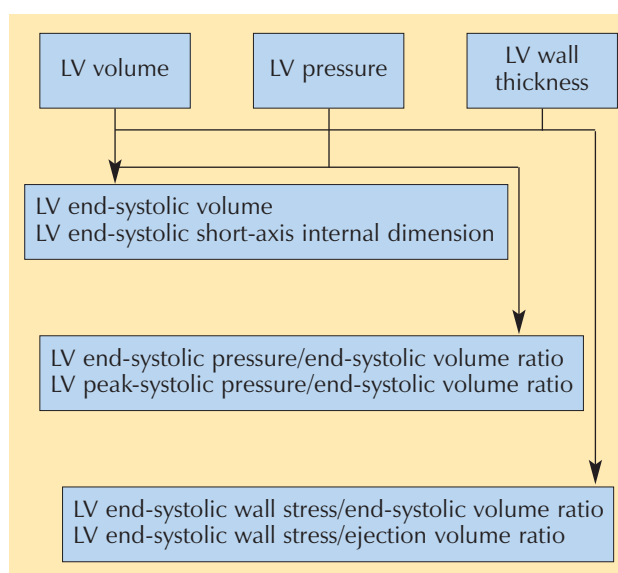 LV volume
LV pressure
LV wall
thickness
LV end-systolic volume
LV end-systolic short-axis internal dimension
LV end-systolic pressure/end-systolic volume ratio
LV peak-systolic pressure/end-systolic volume ratio
LV end-systolic wall stress/end-systolic volume ratio
LV end-systolic wall stress/ejection volume ratio